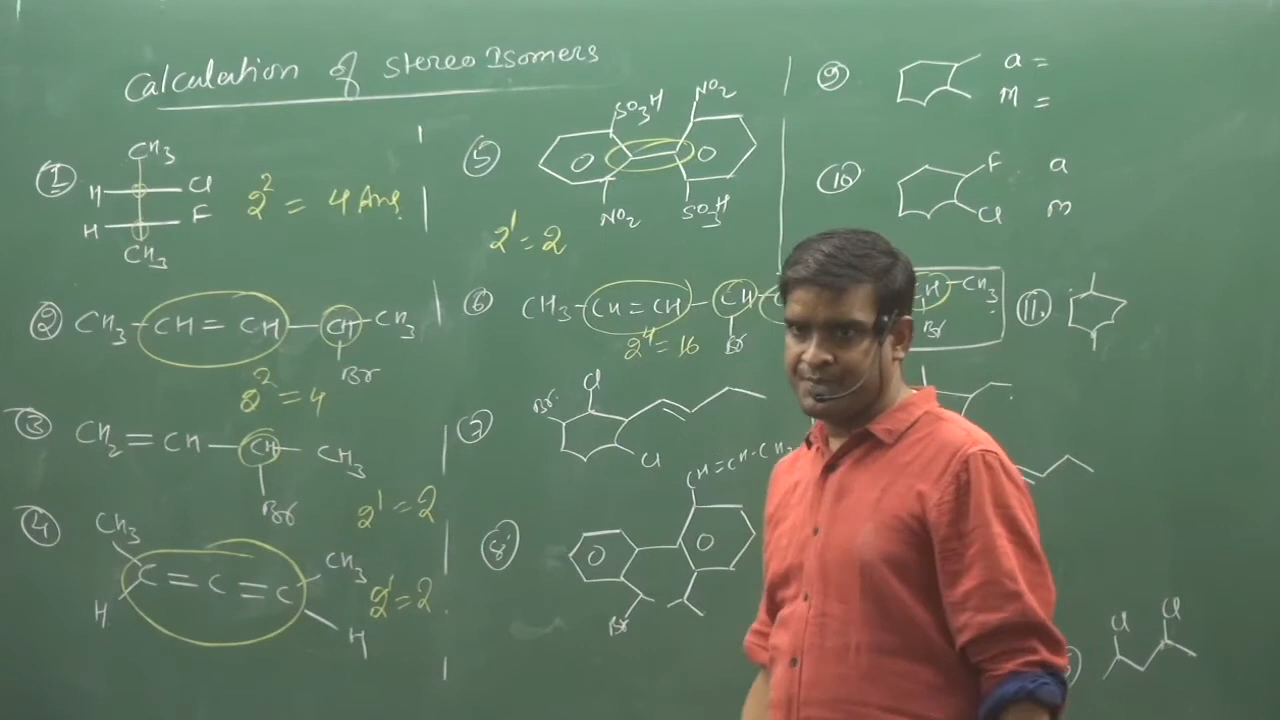 Calculation of stereo Isomers
① CH₃
H Cl
H F
CH₃
2² = 4 Ans.
② CH₃-CH=CH-CH-CH₃
Br
2² = 4
③ CH₂=CH-CH-CH₃
Br
2¹ = 2
④ CH₃
C=C=C
CH₃
H
H
2¹ = 2
⑤ SO₃H NO₂
NO₂ SO₃H
2¹ = 2
⑥ CH₃-CH=CH-CH
Br
CH-CH₃
Br
2⁴ = 16
⑦ Br Cl
Cl
⑧ CH=CH-CH₃
Br
⑨ a =
m =
⑩ F a
Cl m
⑪
Cl Cl